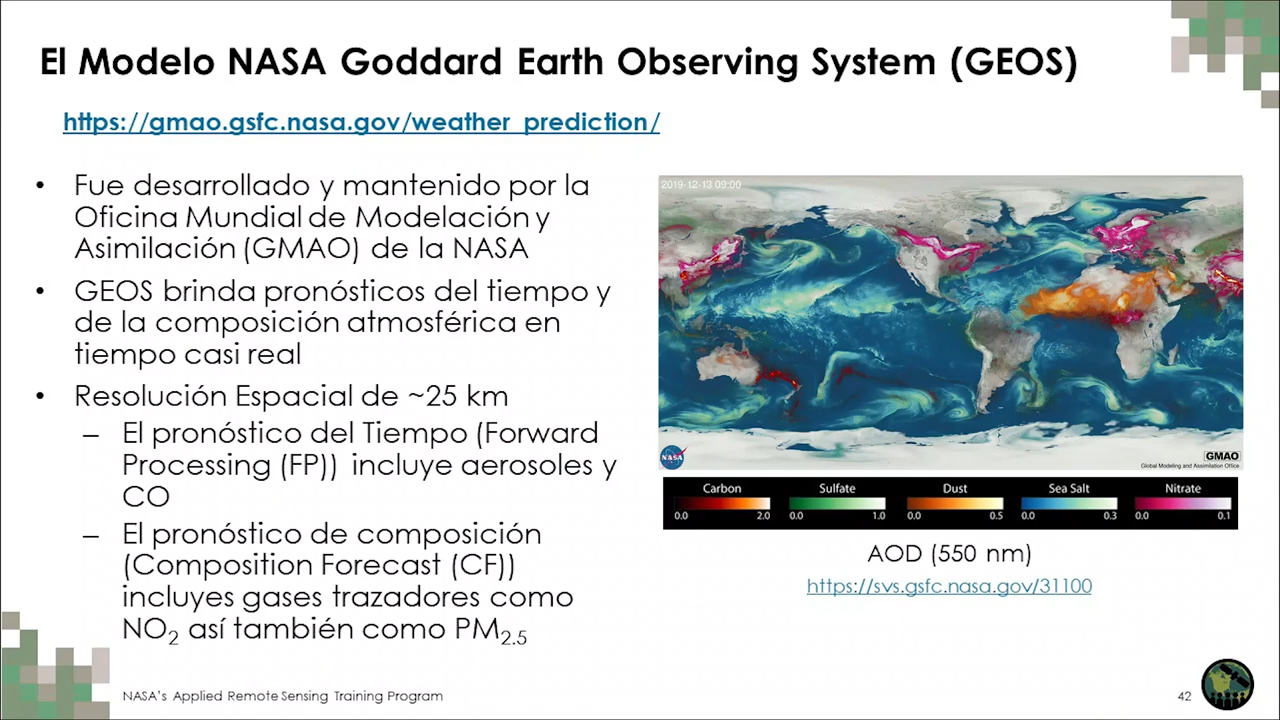 El Modelo NASA Goddard Earth Observing System (GEOS)
https://gmao.gsfc.nasa.gov/weather_prediction/
• Fue desarrollado y mantenido por la
Oficina Mundial de Modelación y
Asimilación (GMAO) de la NASA
• GEOS brinda pronósticos del tiempo y
de la composición atmosférica en
tiempo casi real
• Resolución Espacial de ~25 km
– El pronóstico del Tiempo (Forward
Processing (FP)) incluye aerosoles y
CO
– El pronóstico de composición
(Composition Forecast (CF))
incluyes gases trazadores como
NO2 así también como PM2.5
2019-12-13 09:00
NASA
GMAO
Global Modeling and Assimilation Office
Carbon Sulfate Dust Sea Salt Nitrate
0.0 2.0 0.0 1.0 0.0 0.5 0.0 0.3 0.0 0.1
AOD (550 nm)
https://svs.gsfc.nasa.gov/31100
NASA's Applied Remote Sensing Training Program
42